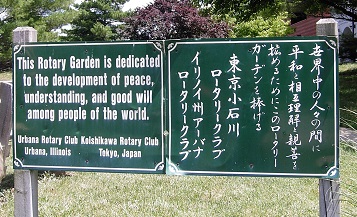 This Rotary Garden is dedicated
to the development of peace,
understanding, and good will
among people of the world.
Urbana Rotary Club Koishikawa Rotary Club
Urbana, Illinois Tokyo, Japan
世界中の人々の間に
平和と相互理解と親善を
拡めるためにこのロータリー
ガーデンを捧げる
東京小石川
ロータリークラブ
イリノイ州アーバナ
ロータリークラブ